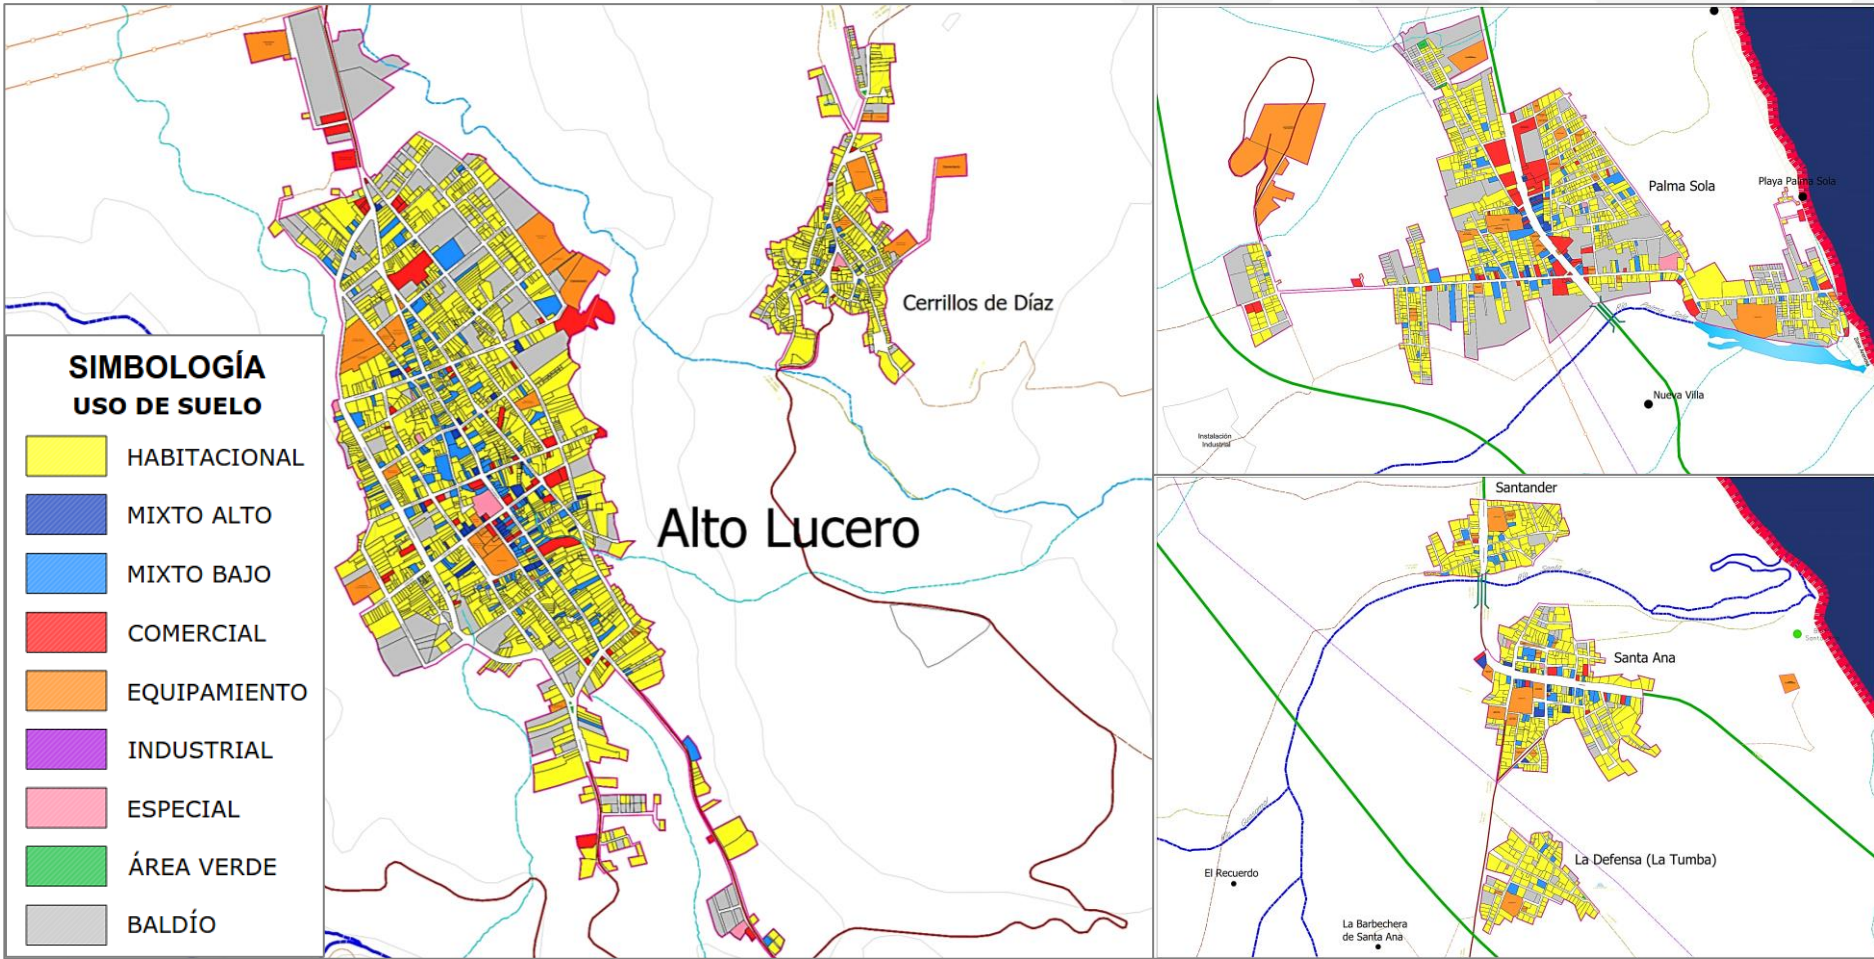 SIMBOLOGÍA
USO DE SUELO
HABITACIONAL
MIXTO ALTO
MIXTO BAJO
COMERCIAL
EQUIPAMIENTO
INDUSTRIAL
ESPECIAL
ÁREA VERDE
BALDÍO
Cerrillos de Díaz
Alto Lucero
Palma Sola
Playa Palma Sola
Nueva Villa
Instalación
Industrial
Santander
Santa Ana
La Defensa (La Tumba)
El Recuerdo
La Barbechera
de Santa Ana